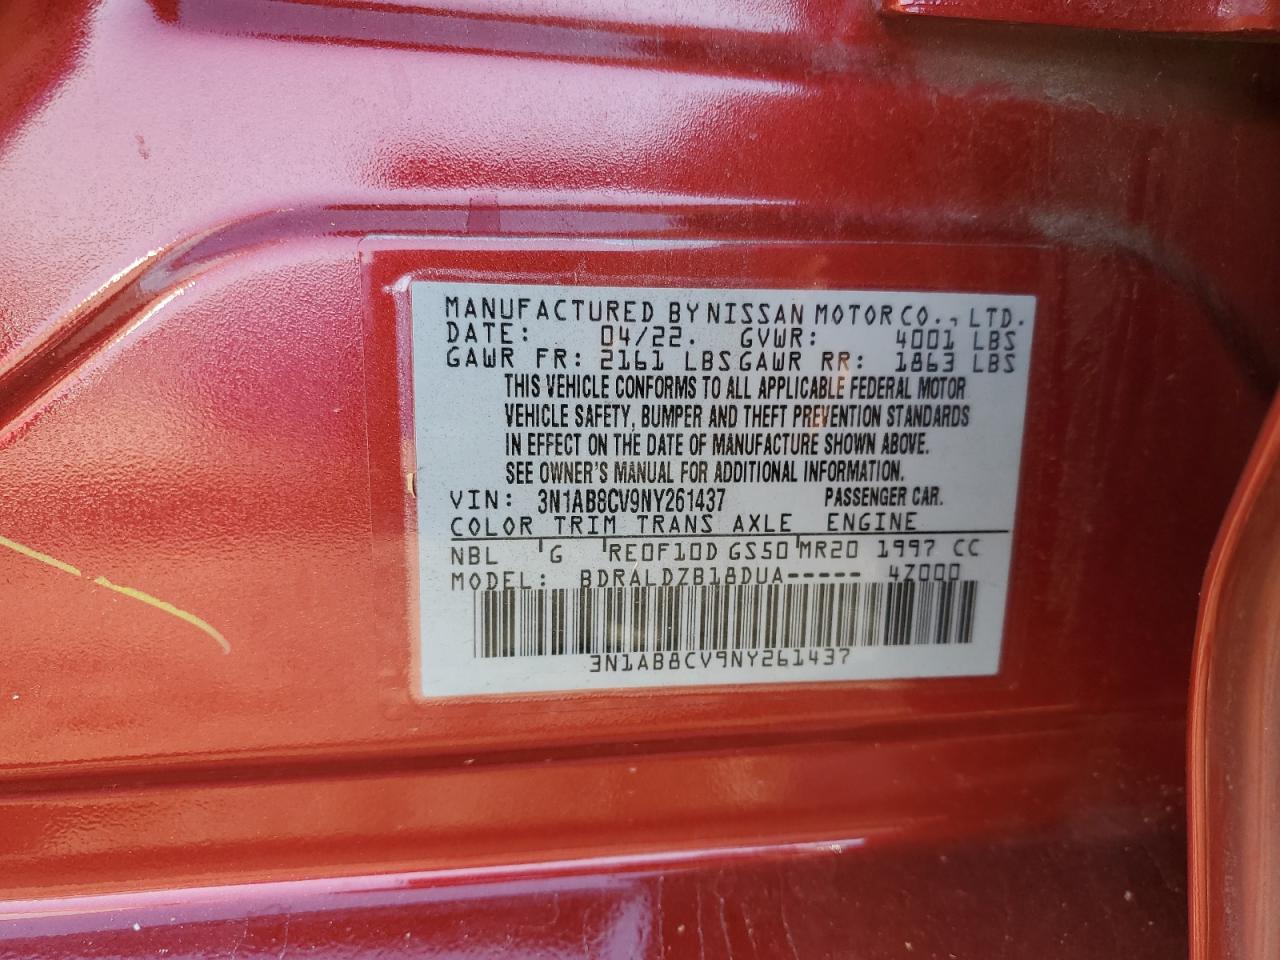 MANUFACTURED BY NISSAN MOTOR CO., LTD.
DATE: 04/22. GVWR: 4001 LBS
GAWR FR: 2161 LBS GAWR RR: 1863 LBS
THIS VEHICLE CONFORMS TO ALL APPLICABLE FEDERAL MOTOR
VEHICLE SAFETY, BUMPER AND THEFT PREVENTION STANDARDS
IN EFFECT ON THE DATE OF MANUFACTURE SHOWN ABOVE.
SEE OWNER'S MANUAL FOR ADDITIONAL INFORMATION.
VIN: 3N1AB8CV9NY261437 PASSENGER CAR.
COLOR TRIM TRANS AXLE ENGINE
NBL G RE0F10D GS50 MR20 1997 CC
MODEL: BDRALDZB18DUA----- 4Z000
3N1AB8CV9NY261437